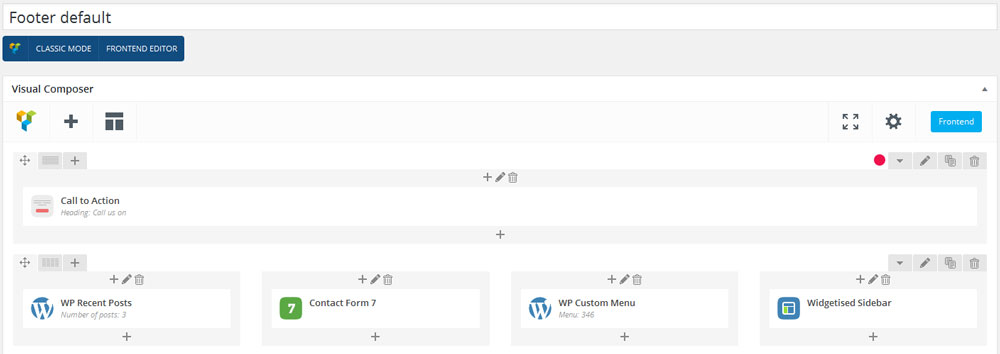 Footer default
CLASSIC MODE FRONTEND EDITOR
Visual Composer
Frontend
Call to Action
Heading: Call us on
WP Recent Posts
Number of posts: 3
7
Contact Form 7
WP Custom Menu
Menu: 346
Widgetised Sidebar